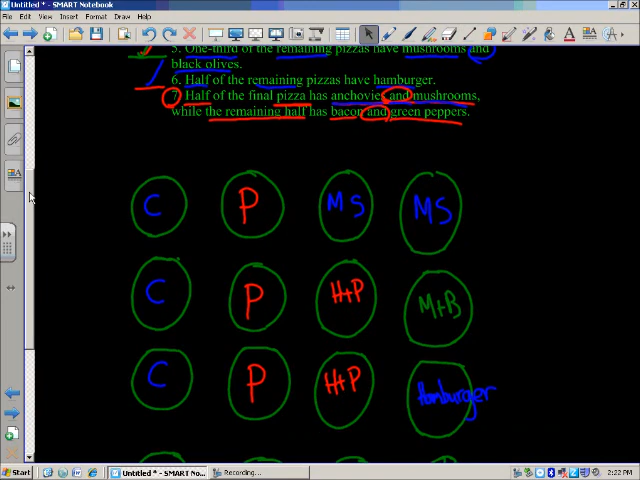 Untitled * - SMART Notebook
File Edit View Insert Format Draw Help
5. One-third of the remaining pizzas have mushrooms and
black olives.
6. Half of the remaining pizzas have hamburger.
7. Half of the final pizza has anchovies and mushrooms,
while the remaining half has bacon and green peppers.
C P MS MS
C P H+P M+B
C P H+P Hamburger
Start Untitled * - SMART No... Recording... 2:22 PM